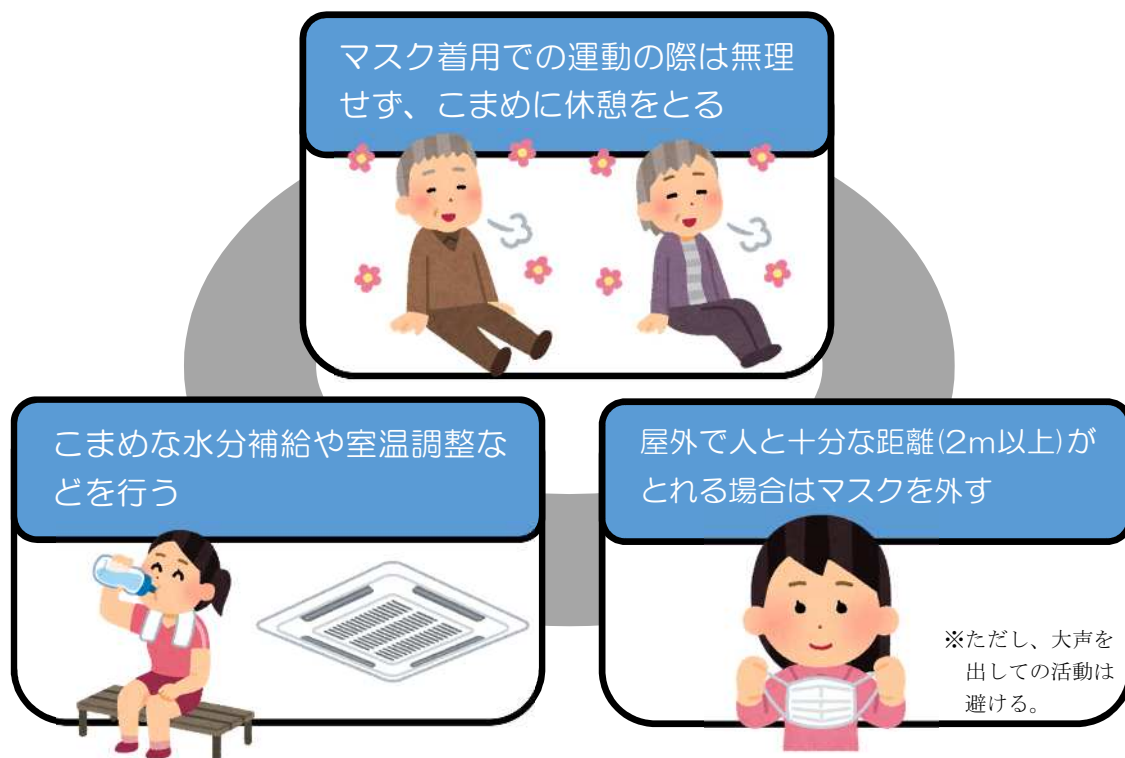 マスク着用での運動の際は無理
せず、こまめに休憩をとる
こまめな水分補給や室温調整な
どを行う
屋外で人と十分な距離(2m以上)が
とれる場合はマスクを外す
※ただし、大声を
出しての活動は
避ける。